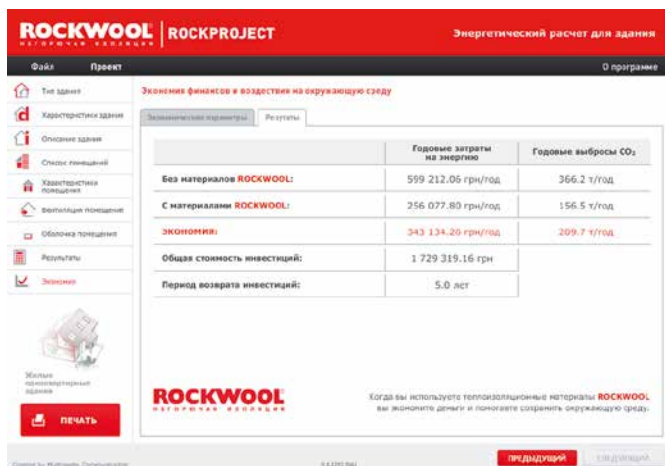 ROCKWOOL ROCKPROJECT
НЕГОРЮЧАЯ ИЗОЛЯЦИЯ
Энергетический расчет для здания
Файл Проект О программе
Тип здания
Характеристики здания
Описание здания
Список помещений
Характеристики
помещения
Вентиляция помещения
Оболочка помещения
Результаты
Экономия
Экономия финансов и воздествия на окружающую среду
Экономические параметры Результаты
Годовые затраты
на энергию
Годовые выбросы CO₂
Без материалов ROCKWOOL: 599 212.06 грн/год 366.2 т/год
С материалами ROCKWOOL: 256 077.80 грн/год 156.5 т/год
ЭКОНОМИЯ: 343 134.26 грн/год 209.7 т/год
Общая стоимость инвестиций: 1 729 319.16 грн
Период возврата инвестиций: 5.0 лет
Жилые
одноквартирные
здания
ПЕЧАТЬ
ROCKWOOL
НЕГОРЮЧАЯ ИЗОЛЯЦИЯ
Когда вы используете теплоизоляционные материалы ROCKWOOL
вы экономите деньги и помогаете сохранить окружающую среду.
ПРЕДЫДУЩИЙ СЛЕДУЮЩИЙ